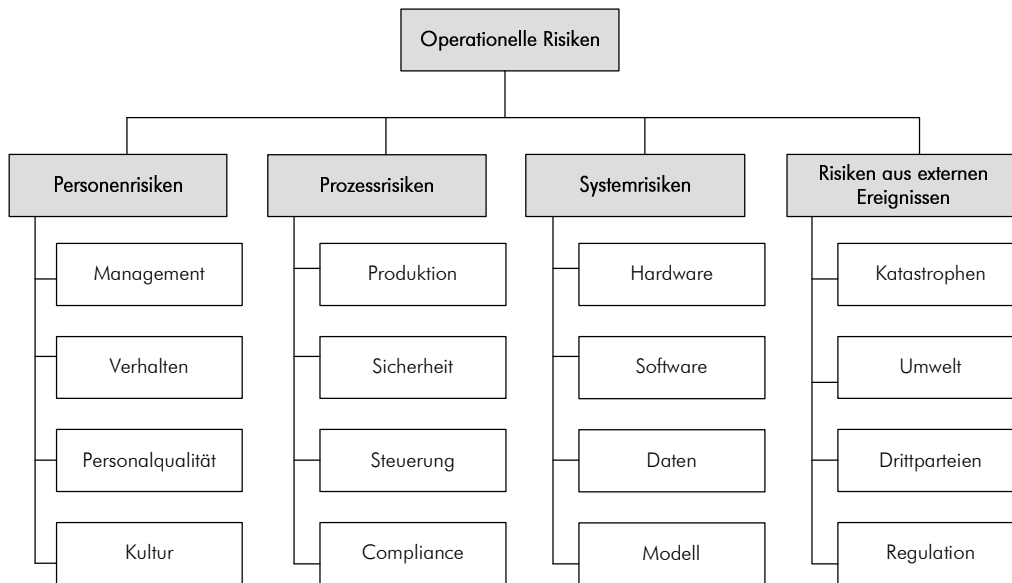 Operationelle Risiken
Personenrisiken
Prozessrisiken
Systemrisiken
Risiken aus externen
Ereignissen
Management
Produktion
Hardware
Katastrophen
Verhalten
Sicherheit
Software
Umwelt
Personalqualität
Steuerung
Daten
Drittparteien
Kultur
Compliance
Modell
Regulation